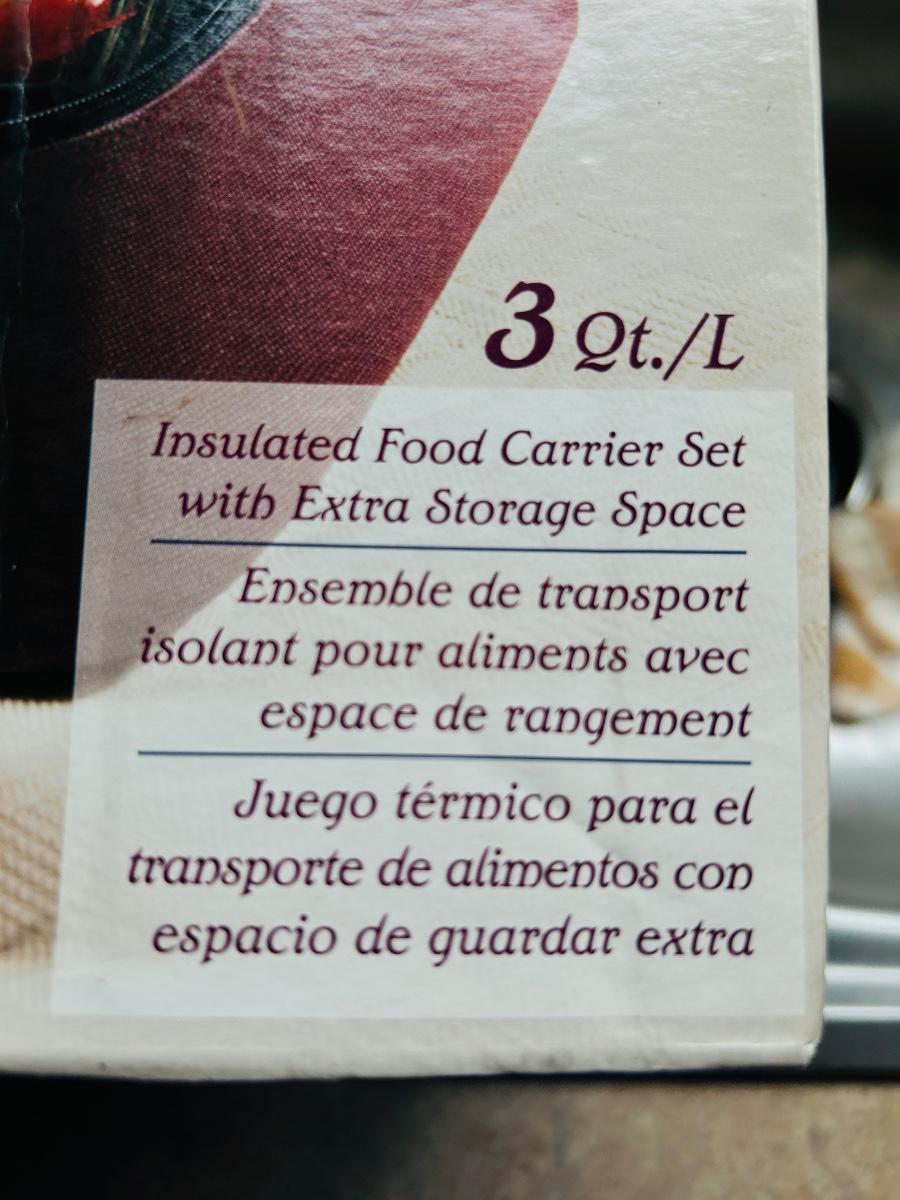 3 Qt./L
Insulated Food Carrier Set
with Extra Storage Space
Ensemble de transport
isolant pour aliments avec
espace de rangement
Juego térmico para el
transporte de alimentos con
espacio de guardar extra